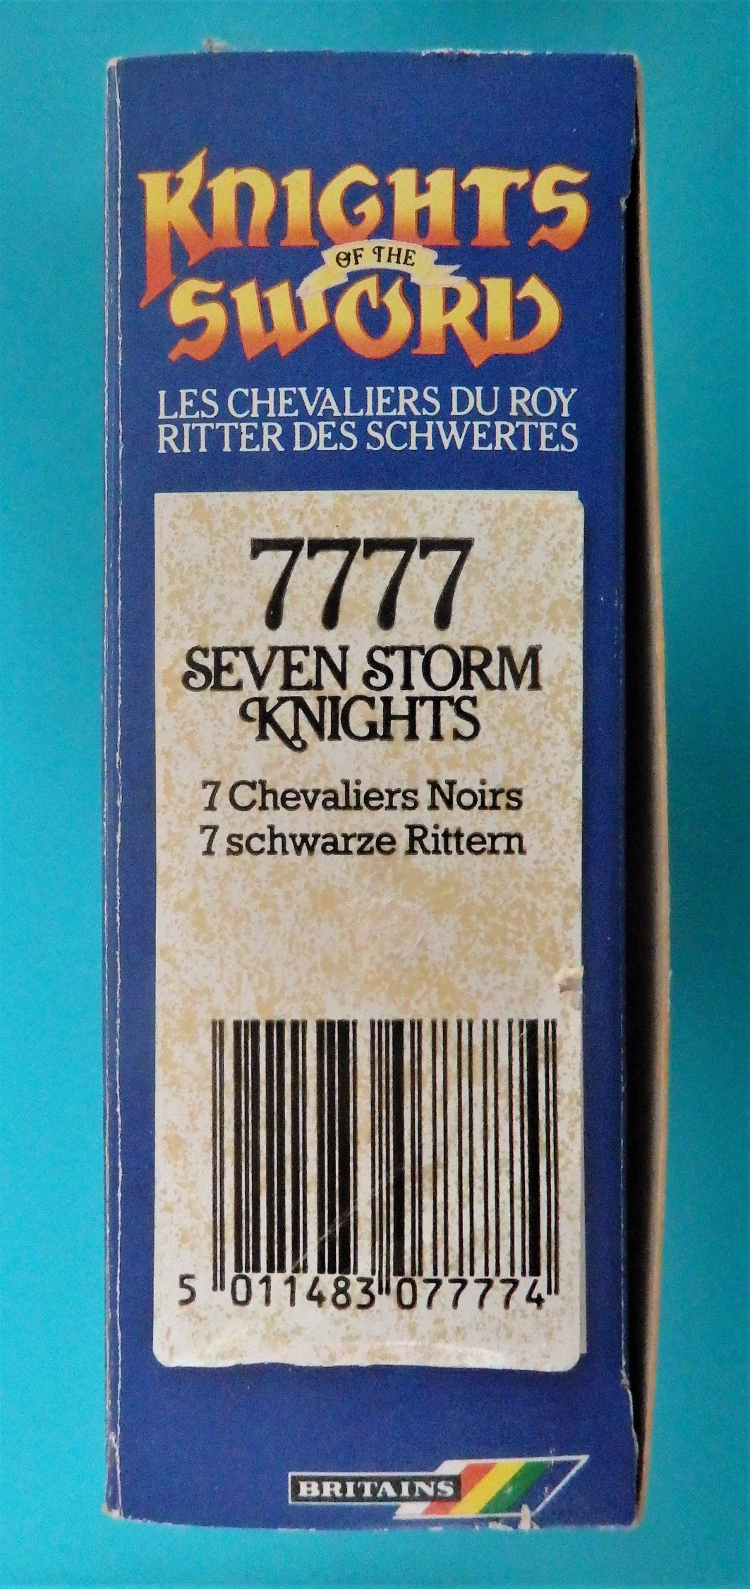 KNIGHTS
OF THE
SWORD
LES CHEVALIERS DU ROY
RITTER DES SCHWERTES
7777
SEVEN STORM
KNIGHTS
7 Chevaliers Noirs
7 schwarze Rittern
5 011483 077774
BRITAINS